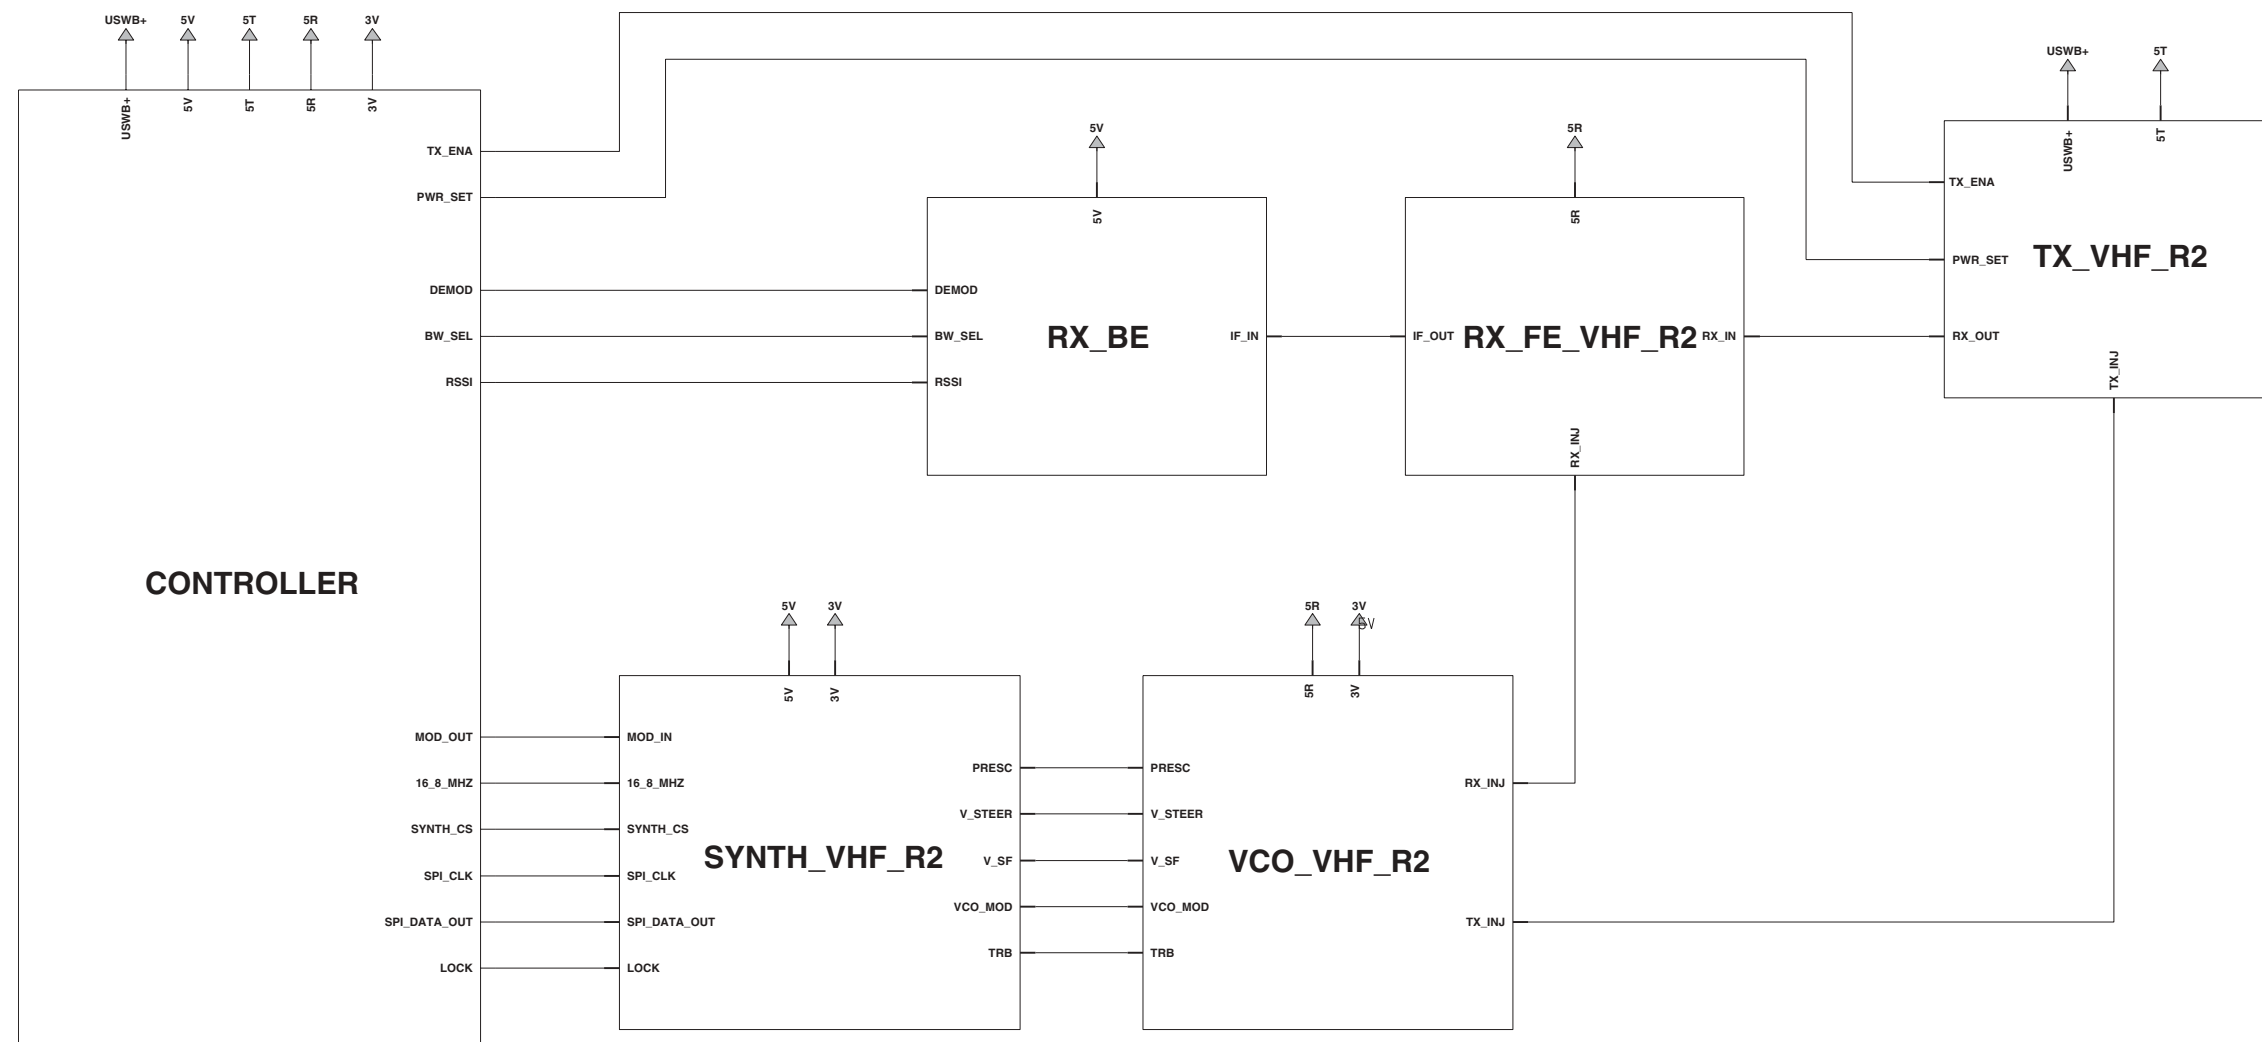 USWB+ 5V 5T 5R 3V
USWB+ 5V 5T 5R 3V
TX_ENA
PWR_SET
DEMOD
BW_SEL
RSSI
CONTROLLER
MOD_OUT
16_8_MHZ
SYNTH_CS
SPI_CLK
SPI_DATA_OUT
LOCK
5V
5V
DEMOD
BW_SEL
RSSI
RX_BE
IF_IN
5R
5R
IF_OUT
RX_FE_VHF_R2
RX_IN
RX_INJ
USWB+ 5T
USWB+ 5T
TX_ENA
PWR_SET
TX_VHF_R2
RX_OUT
TX_INJ
5V 3V
5V 3V
MOD_IN
16_8_MHZ
SYNTH_CS
SPI_CLK
SPI_DATA_OUT
LOCK
SYNTH_VHF_R2
PRESC
V_STEER
V_SF
VCO_MOD
TRB
5R 3V
5V
5R 3V
PRESC
V_STEER
V_SF
VCO_MOD
TRB
VCO_VHF_R2
RX_INJ
TX_INJ